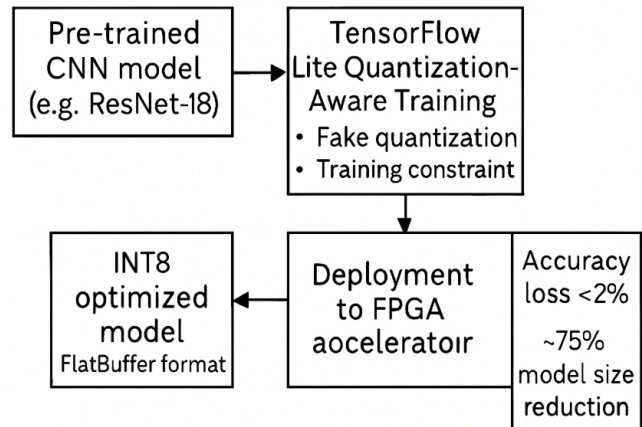 Pre-trained
CNN model
(e.g. ResNet-18)
TensorFlow
Lite Quantization-
Aware Training
• Fake quantization
• Training constraint
INT8
optimized
model
FlatBuffer format
Deployment
to FPGA
aoceleratoır
Accuracy
loss <2%
~75%
model size
reduction